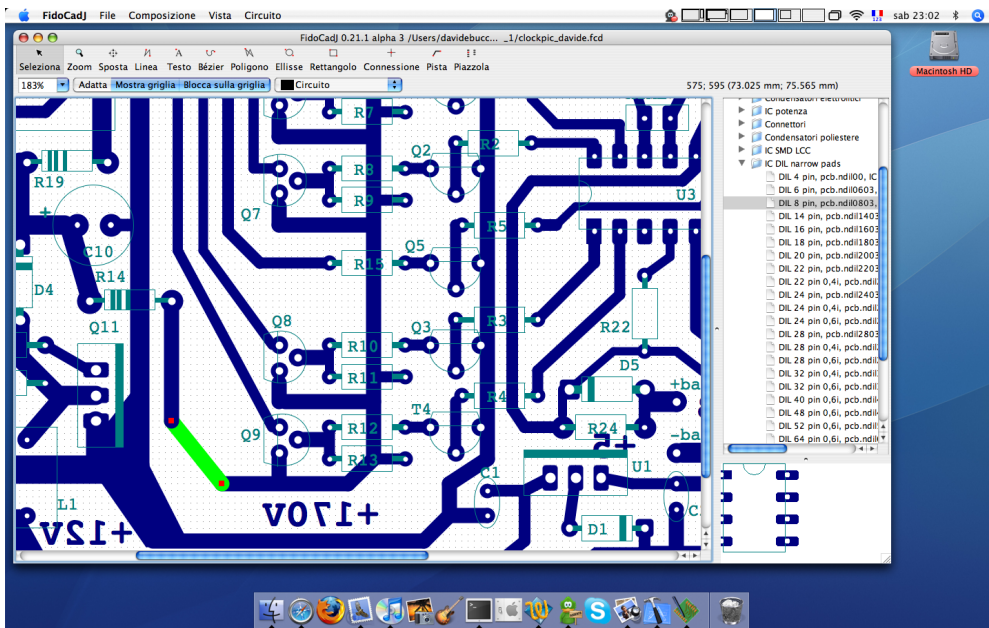 FidoCadJ File Composizione Vista Circuito
sab 23:02
FidoCadJ 0.21.1 alpha 3 /Users/davidebucc... _1/clockpic_davide.fcd
Seleziona Zoom Sposta Linea Testo Bézier Poligono Ellisse Rettangolo Connessione Pista Piazzola
183% Adatta Mostra griglia Blocca sulla griglia Circuito 575; 595 (73.025 mm; 75.565 mm)
Macintosh HD
Condensatori elettrolitici
IC potenza
Connettori
Condensatori poliestere
IC SMD LCC
IC DIL narrow pads
DIL 4 pin, pcb.ndil00, IC
DIL 6 pin, pcb.ndil0603,
DIL 8 pin, pcb.ndil0803,
DIL 14 pin, pcb.ndil1403
DIL 16 pin, pcb.ndil1603
DIL 18 pin, pcb.ndil1803
DIL 20 pin, pcb.ndil2003
DIL 22 pin, pcb.ndil2203
DIL 22 pin 0,4i, pcb.ndil
DIL 24 pin, pcb.ndil2403
DIL 24 pin 0,4i, pcb.ndil
DIL 24 pin 0,6i, pcb.ndil
DIL 28 pin, pcb.ndil2803
DIL 28 pin 0,4i, pcb.ndil
DIL 28 pin 0,6i, pcb.ndil
DIL 32 pin 0,4i, pcb.ndil
DIL 32 pin 0,6i, pcb.ndil
DIL 40 pin 0,6i, pcb.ndil
DIL 48 pin 0,6i, pcb.ndil
DIL 52 pin 0,6i, pcb.ndil
DIL 64 pin 0,6i, pcb.ndil
R7
Q2
R2
R19
R8
R9
Q7
U3
C10
R5
Q5
R15
R14
D4
Q11
Q8
Q3
R3
R22
R10
R11
D5
+ba
R4
T4
Q9
R12
R24
-ba
R13
C1
U1
L1
+12V
+170V
D1
C